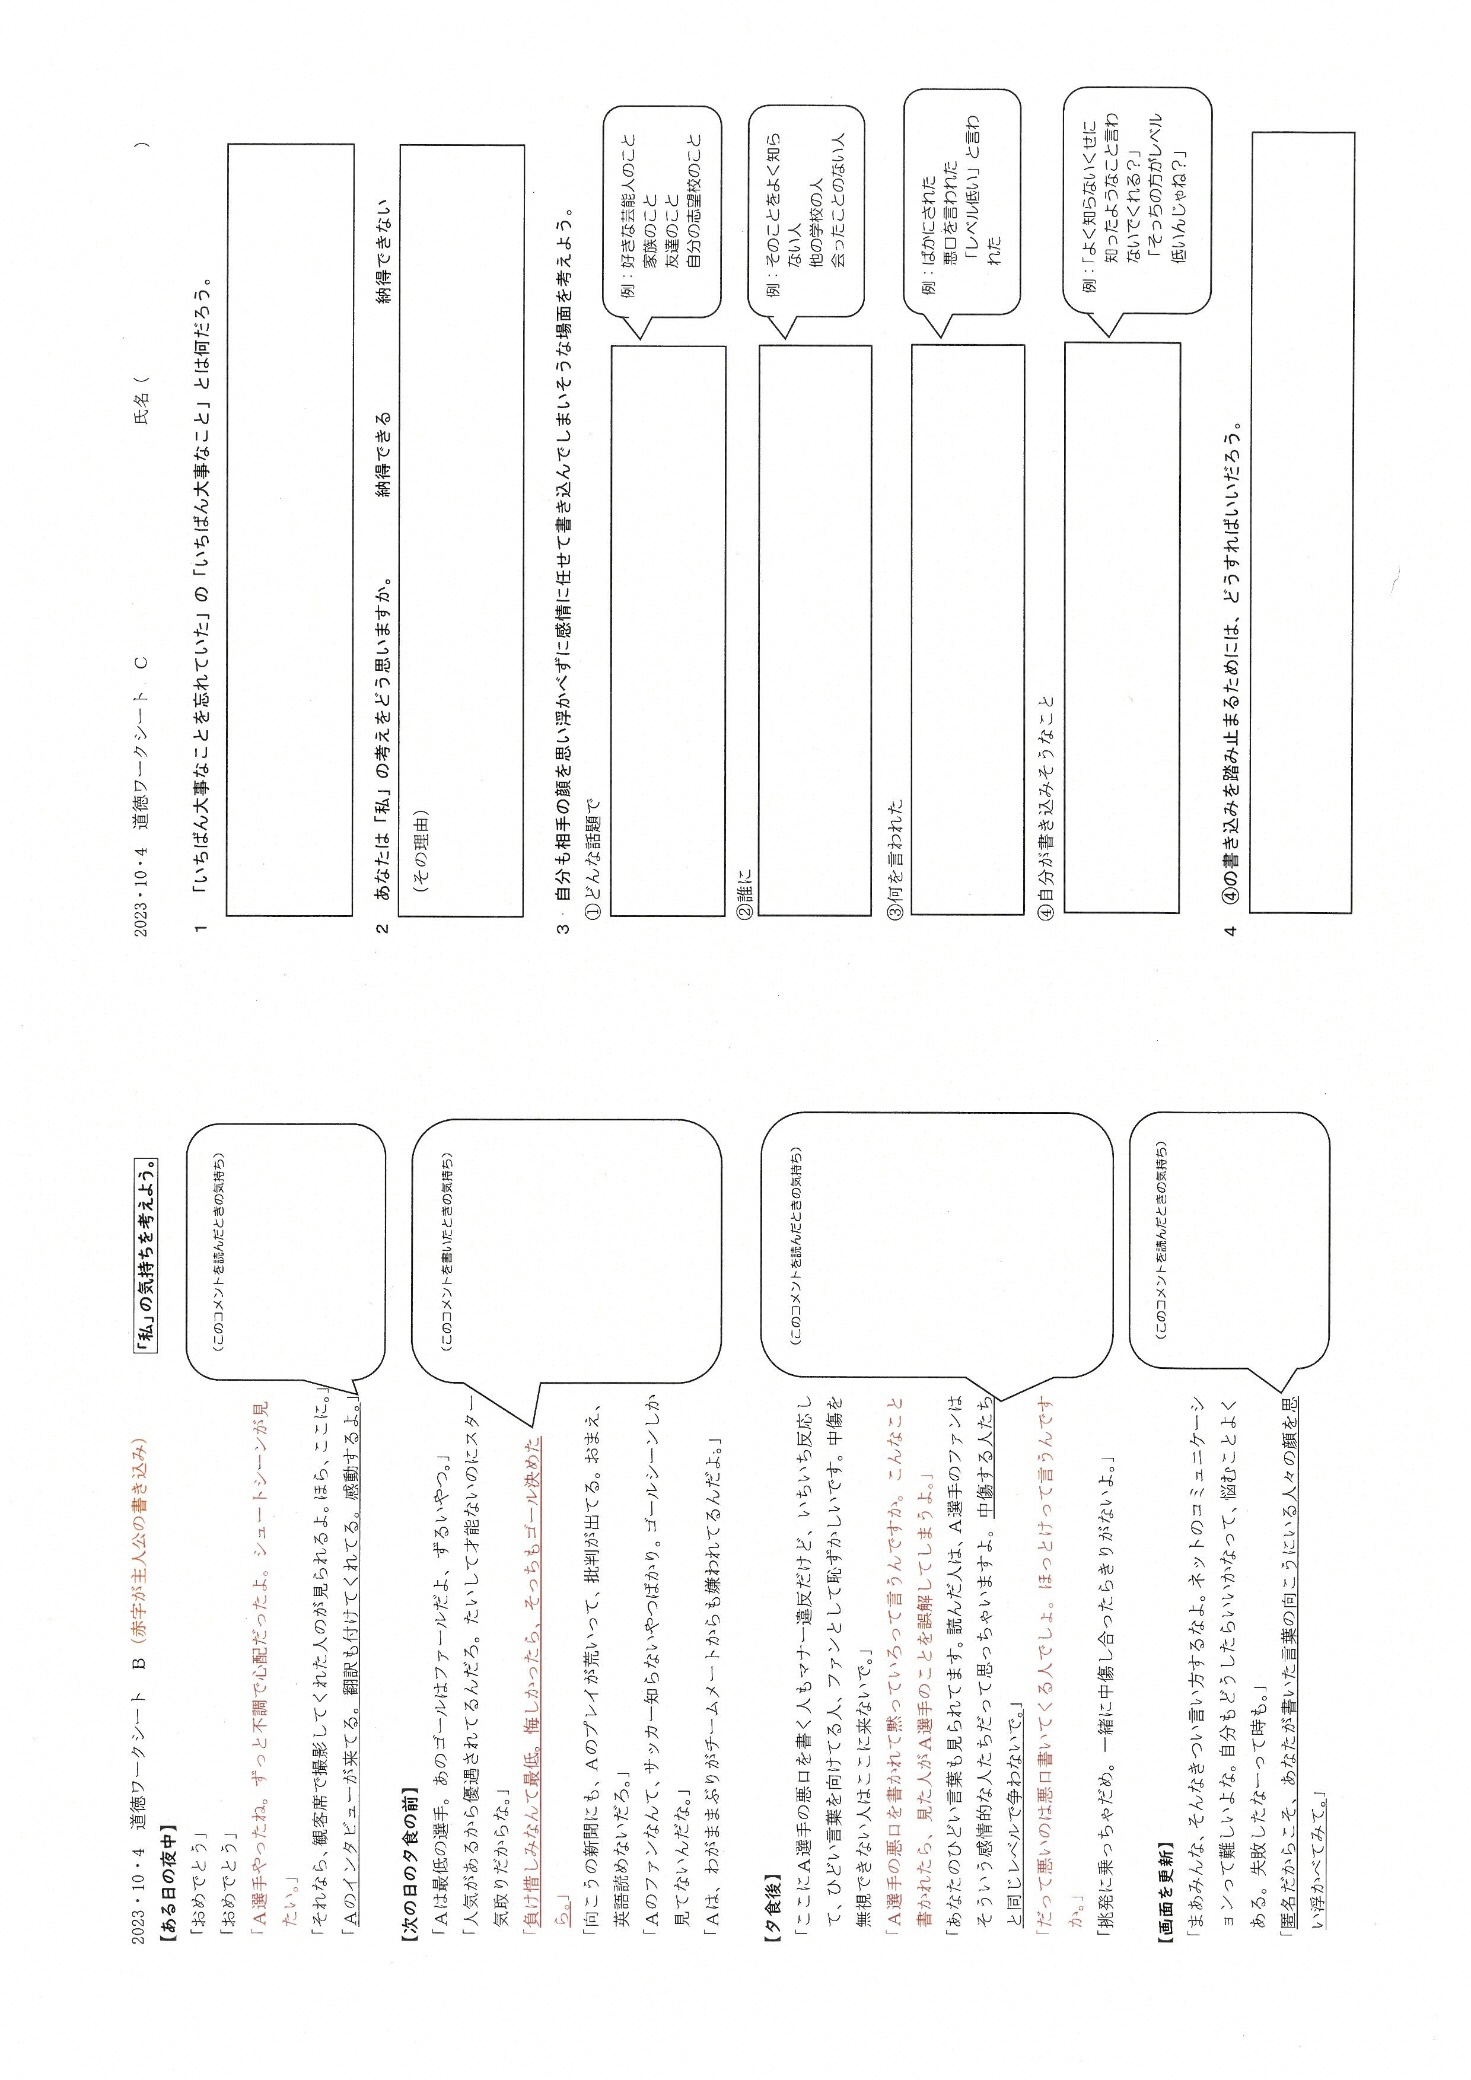 2023・10・4　道徳ワークシート　B　（赤字が主人公の書き込み）
「私」の気持ちを考えよう。
【ある日の夜中】
「おめでとう」
「おめでとう」
「A選手やったね。ずっと不調で心配だったよ。シュートシーンが見
たい。」
「それなら、観客席で撮影してくれた人のが見られるよ。ほら、ここに。」
「Aのインタビューが来てる。翻訳も付けてくれてる。感動するよ。」
（このコメントを読んだときの気持ち）
【次の日の夕食の前】
「Aは最低の選手。あのゴールはファールだよ、ずるいやつ。」
「人気があるから優遇されてるんだろ。たいして才能ないのにスター
気取りだからな。」
「負け惜しみなんて最低。悔しかったら、そっちもゴール決めた
ら。」
「向こうの新聞にも、Aのプレイが荒いって、批判が出てる。おまえ、
英語読めないだろ。」
「Aのファンなんて、サッカー知らないやつばかり。ゴールシーンしか
見てないんだな。」
「Aは、わがままぶりがチームメートからも嫌われてるんだよ。」
（このコメントを書いたときの気持ち）
【夕食後】
「ここにA選手の悪口を書く人もマナー違反だけど、いちいち反応し
て、ひどい言葉を向けてる人、ファンとして恥ずかしいです。中傷を
無視できない人はここに来ないで。」
「A選手の悪口を書かれて黙っていろって言うんですか。こんなこと
書かれたら、見た人がA選手のことを誤解してしまうよ。」
「あなたのひどい言葉も見られてます。読んだ人は、A選手のファンは
そういう感情的な人たちだって思っちゃいますよ。中傷する人たち
と同じレベルで争わないで。」
「だって悪いのは悪口書いてくる人でしょ。ほっとけって言うんです
か。」
「挑発に乗っちゃだめ。一緒に中傷し合ったらきりがないよ。」
（このコメントを読んだときの気持ち）
【画面を更新】
「まあみんな、そんなきつい言い方するなよ。ネットのコミュニケーシ
ョンって難しいよな。自分もどうしたらいいかなって、悩むことよく
ある。失敗したなーって時も。」
「匿名だからこそ、あなたが書いた言葉の向こうにいる人々の顔を思
い浮かべてみて。」
（このコメントを読んだときの気持ち）
2023・10・4　道徳ワークシート　C　　氏名（　　　　　　　）
1　「いちばん大事なことを忘れていた」の「いちばん大事なこと」とは何だろう。
2　あなたは「私」の考えをどう思いますか。　　納得できる　　　納得できない
（その理由）
3　自分も相手の顔を思い浮かべずに感情に任せて書き込んでしまいそうな場面を考えよう。
①どんな話題で
例：好きな芸能人のこと
家族のこと
友達のこと
自分の志望校のこと
②誰に
例：そのことをよく知ら
ない人
他の学校の人
会ったことのない人
③何を言われた
例：ばかにされた
悪口を言われた
「レベル低い」と言わ
れた
④自分が書き込みそうなこと
例：「よく知らないくせに
知ったようなこと言わ
ないでくれる？」
「そっちの方がレベル
低いんじゃね？」
4　④の書き込みを踏み止まるためには、どうすればいいだろう。